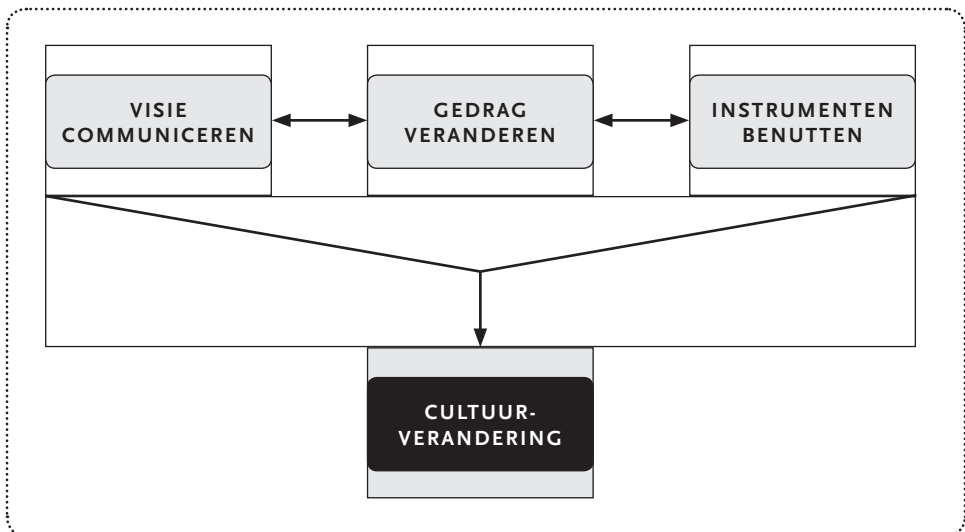 VISIE
COMMUNICEREN
GEDRAG
VERANDEREN
INSTRUMENTEN
BENUTTEN
CULTUUR-
VERANDERING